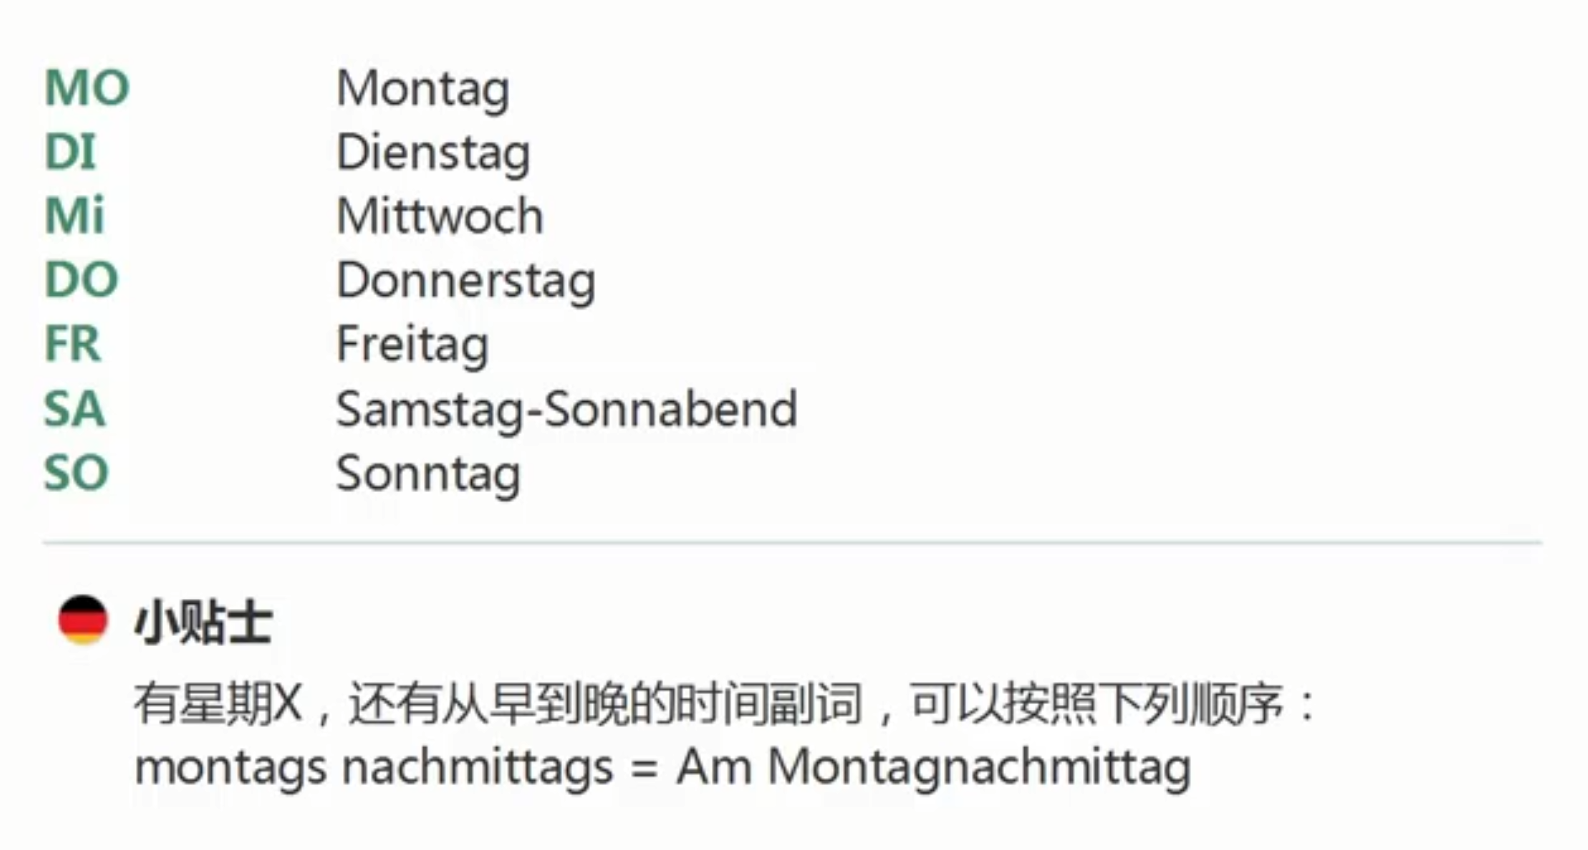 MO Montag
DI Dienstag
Mi Mittwoch
DO Donnerstag
FR Freitag
SA Samstag-Sonnabend
SO Sonntag
小贴士
有星期X，还有从早到晚的时间副词，可以按照下列顺序：
montags nachmittags = Am Montagnachmittag